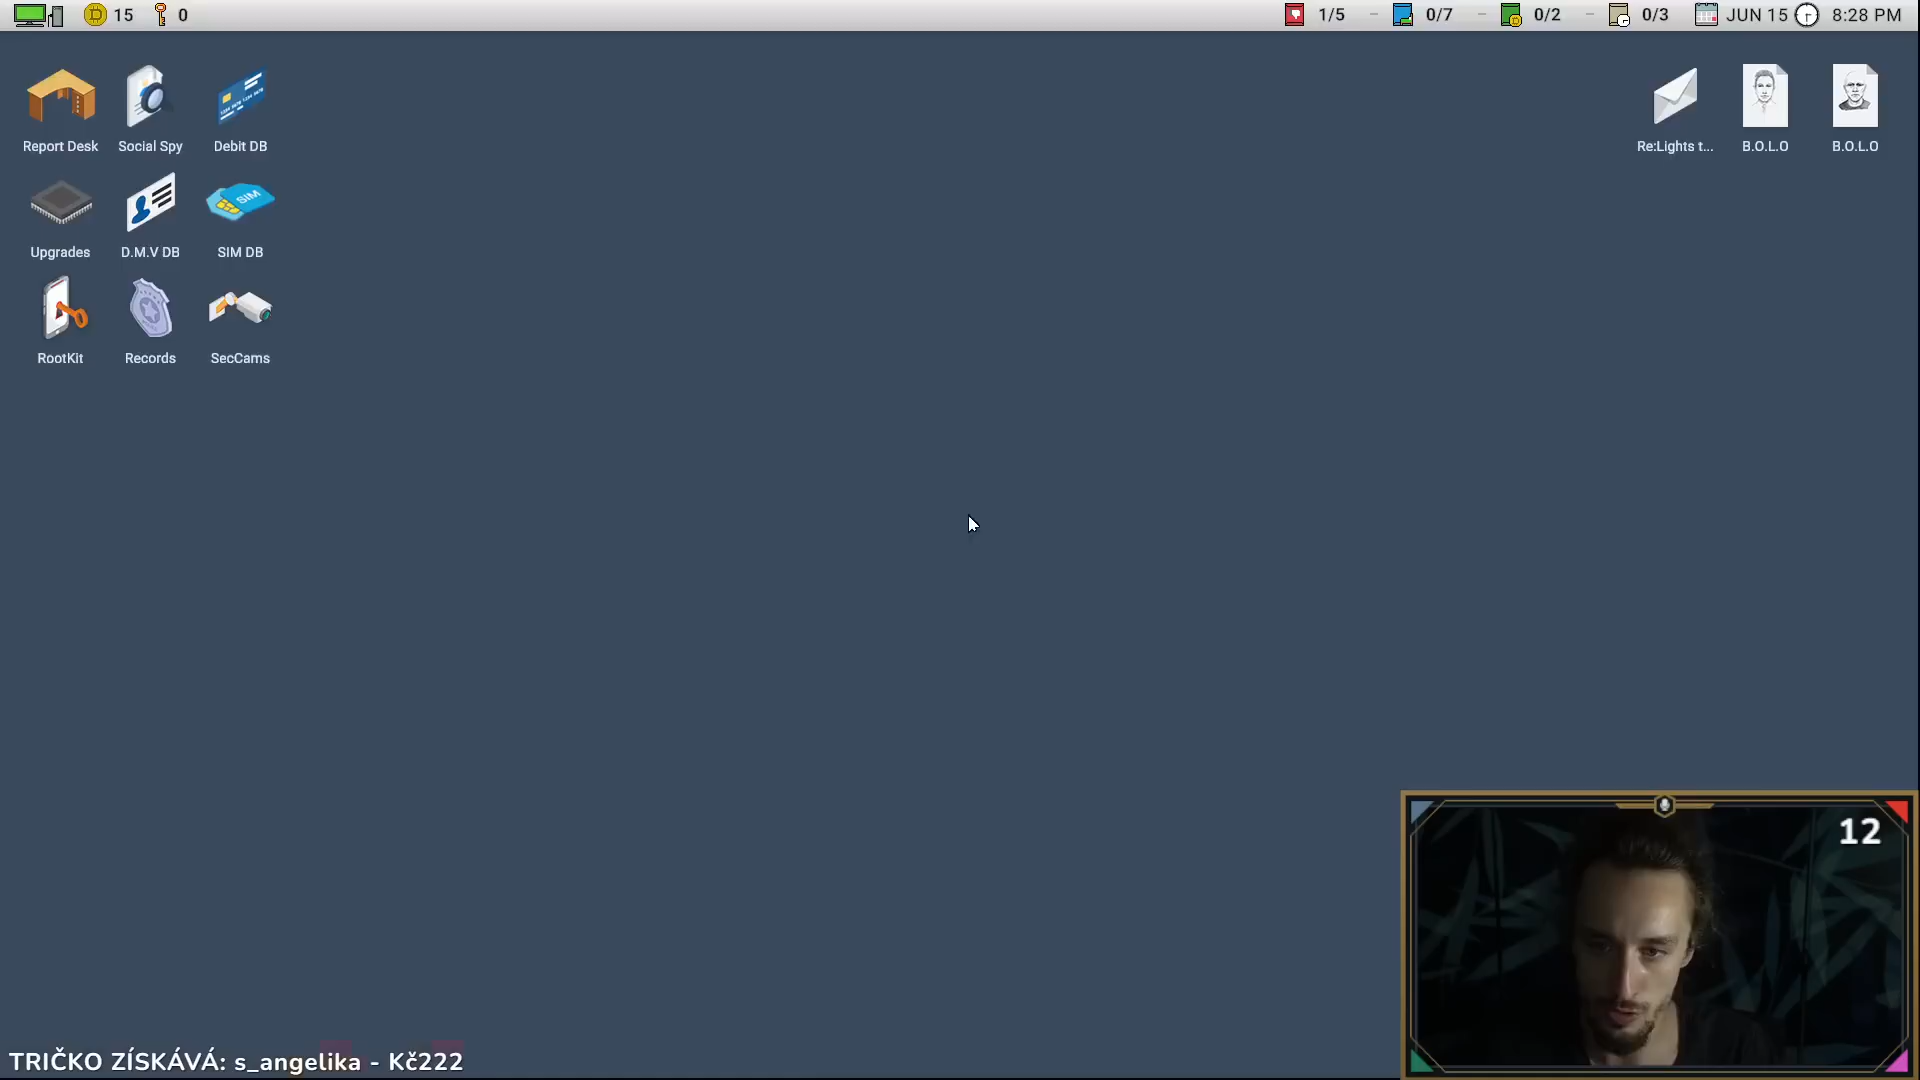 15 0 1/5 - 0/7 - 0/2 - 0/3 JUN 15 8:28 PM
Report Desk Social Spy Debit DB Re:Lights t... B.O.L.O B.O.L.O
Upgrades D.M.V DB SIM DB
SIM
RootKit Records SecCams
12
TRIČKO ZÍSKÁVÁ: s_angelika - Kč222